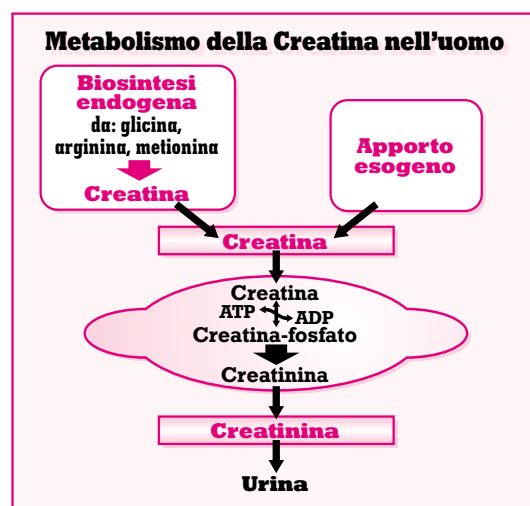 Metabolismo della Creatina nell’uomo
Biosintesi
endogena
da: glicina,
arginina, metionina
Creatina
Apporto
esogeno
Creatina
Creatina
ATP ADP
Creatina-fosfato
Creatinina
Creatinina
Urina